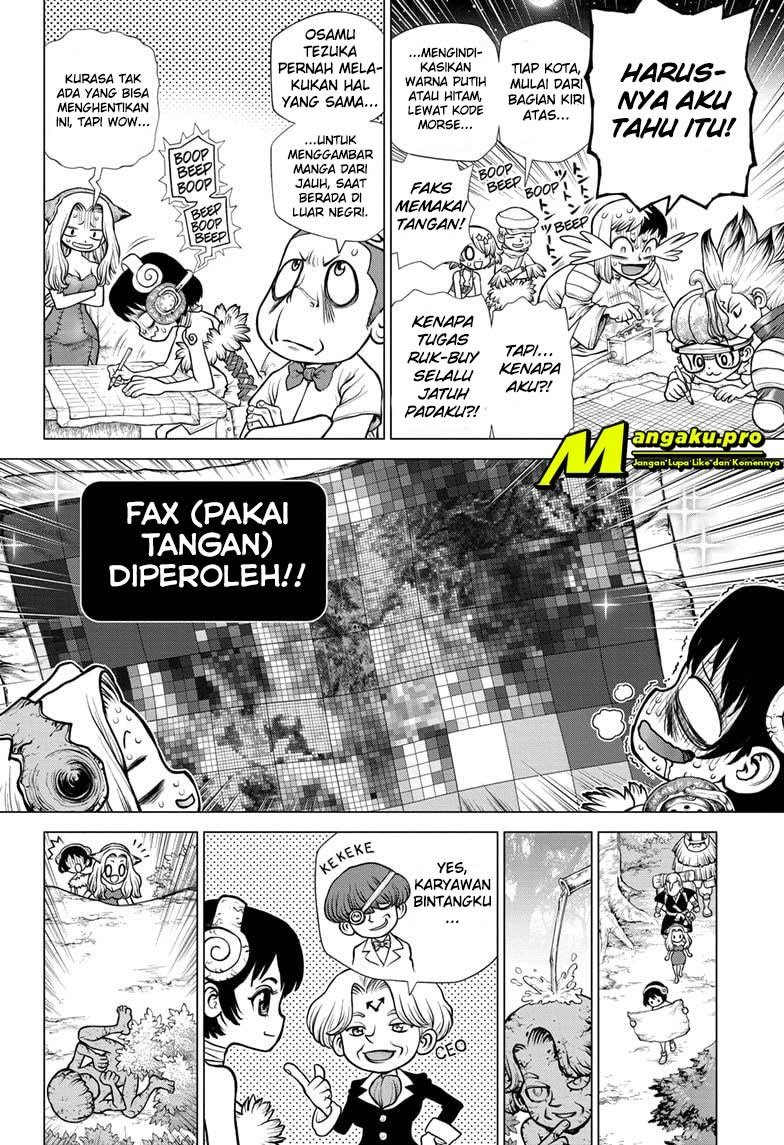 HARUS-
NYA AKU
TAHU ITU!
TIAP KOTA,
MULAI DARI
BAGIAN KIRI
ATAS...
...MENGINDI-
KASIKAN
WARNA PUTIH
ATAU HITAM,
LEWAT KODE
MORSE...
BOOP
BEEP
BOOP
BEEP
FAKS
MEMAKAI
TANGAN!
TAPI...
KENAPA
AKU?!
KENAPA
TUGAS
RUK-BUY
SELALU
JATUH
PADAKU?!
OSAMU
TEZUKA
PERNAH MELA-
KUKAN HAL
YANG SAMA...
...UNTUK
MENGGAMBAR
MANGA DARI
JAUH, SAAT
BERADA DI
LUAR NEGRI.
KURASA TAK
ADA YANG BISA
MENGHENTIKAN
INI, TAPI WOW...
BOOP
BEEP
BOOP
BEEP
BOOP
BEEP
Mangaku.pro
Jangan Lupa Like dan Komennya
FAX (PAKAI
TANGAN)
DIPEROLEH!!
YES,
KARYAWAN
BINTANGKU
...
KEKEKE
CEO